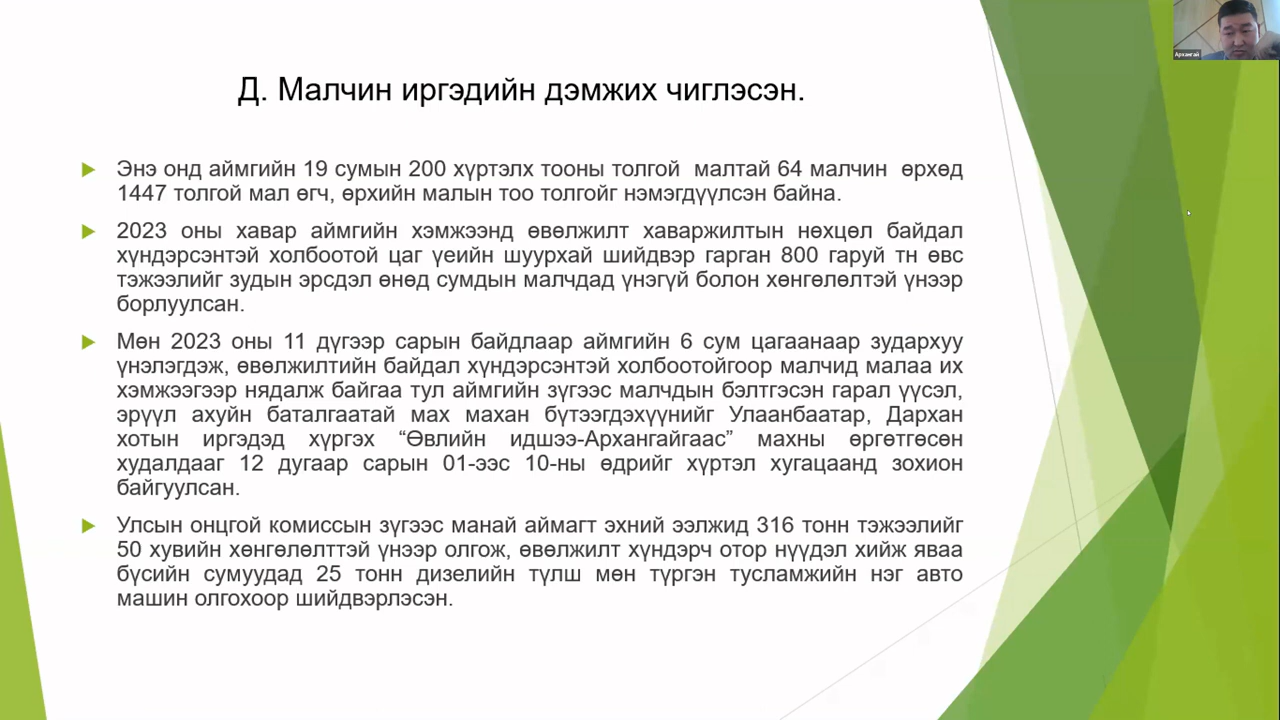 Архангай
Д. Малчин иргэдийн дэмжих чиглэсэн.
Энэ онд аймгийн 19 сумын 200 хүртэлх тооны толгой малтай 64 малчин өрхөд
1447 толгой мал өгч, өрхийн малын тоо толгойг нэмэгдүүлсэн байна.
2023 оны хавар аймгийн хэмжээнд өвөлжилт хаваржилтын нөхцөл байдал
хүндэрсэнтэй холбоотой цаг үеийн шуурхай шийдвэр гарган 800 гаруй тн өвс
тэжээлийг зудын эрсдэл өнөд сумдын малчдад үнэгүй болон хөнгөлөлтэй үнээр
борлуулсан.
Мөн 2023 оны 11 дүгээр сарын байдлаар аймгийн 6 сум цагаанаар зудархуу
үнэлэгдэж, өвөлжилтийн байдал хүндэрсэнтэй холбоотойгоор малчид малаа их
хэмжээгээр нядалж байгаа тул аймгийн зүгээс малчдын бэлтгэсэн гарал үүсэл,
эрүүл ахуйн баталгаатай мах махан бүтээгдэхүүнийг Улаанбаатар, Дархан
хотын иргэдэд хүргэх “Өвлийн идшээ-Архангайгаас” махны өргөтгөсөн
худалдааг 12 дугаар сарын 01-ээс 10-ны өдрийг хүртэл хугацаанд зохион
байгуулсан.
Улсын онцгой комиссын зүгээс манай аймагт эхний ээлжид 316 тонн тэжээлийг
50 хувийн хөнгөлөлттэй үнээр олгож, өвөлжилт хүндэрч отор нүүдэл хийж яваа
бүсийн сумуудад 25 тонн дизелийн түлш мөн түргэн тусламжийн нэг авто
машин олгохоор шийдвэрлэсэн.